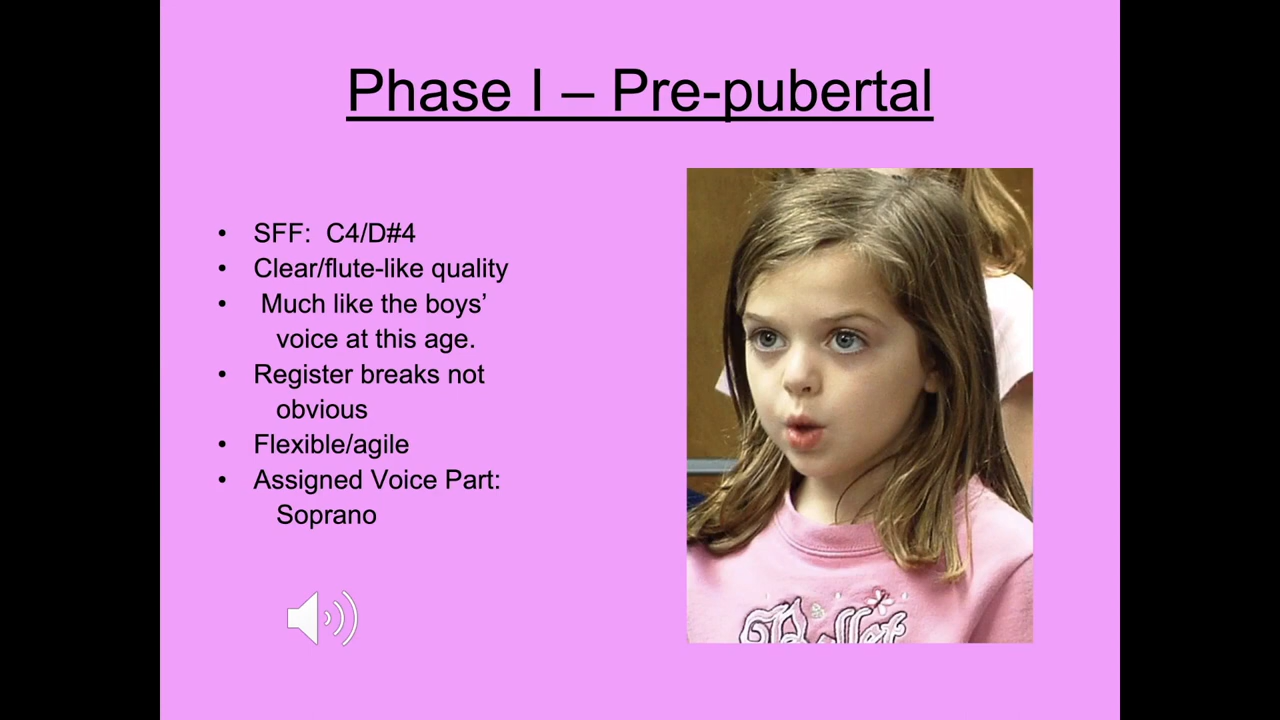 Phase I – Pre-pubertal
• SFF:  C4/D#4
• Clear/flute-like quality
• Much like the boys’
voice at this age.
• Register breaks not
obvious
• Flexible/agile
• Assigned Voice Part:
Soprano
Ballet